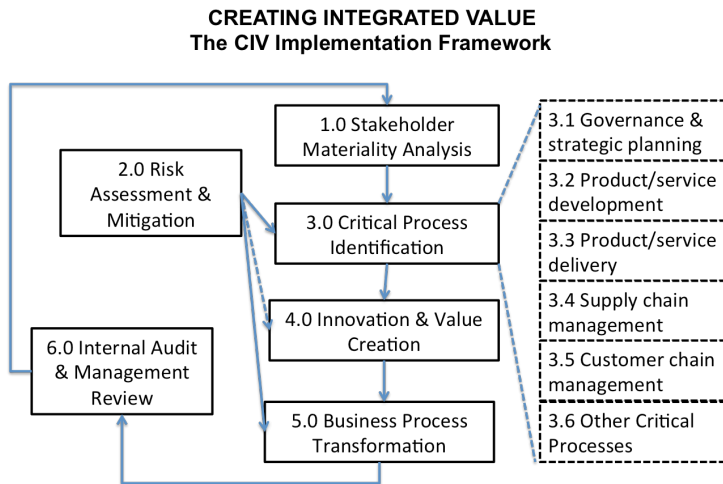 CREATING INTEGRATED VALUE
The CIV Implementation Framework
1.0 Stakeholder
Materiality Analysis
2.0 Risk
Assessment &
Mitigation
3.0 Critical Process
Identification
4.0 Innovation & Value
Creation
5.0 Business Process
Transformation
6.0 Internal Audit
& Management
Review
3.1 Governance &
strategic planning
3.2 Product/service
development
3.3 Product/service
delivery
3.4 Supply chain
management
3.5 Customer chain
management
3.6 Other Critical
Processes